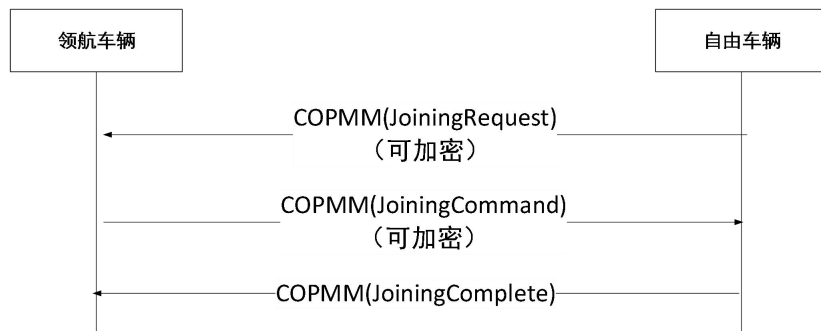 领航车辆
自由车辆
COPMM(JoiningRequest)
（可加密）
COPMM(JoiningCommand)
（可加密）
COPMM(JoiningComplete)